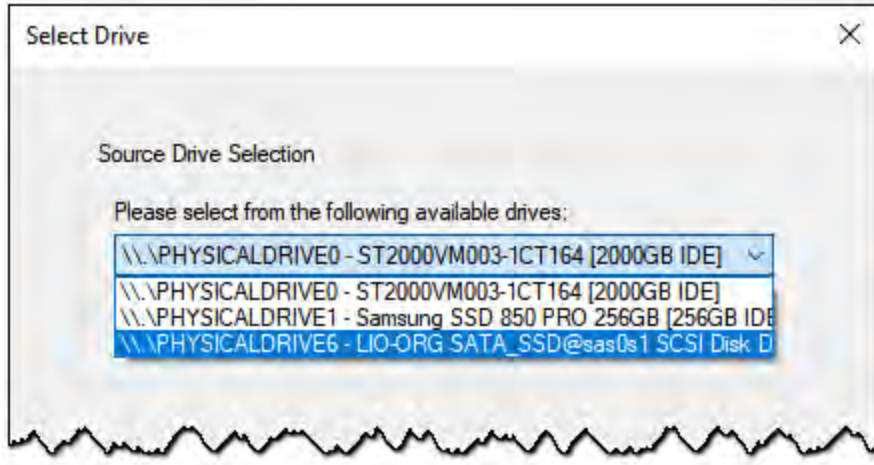 Select Drive
Source Drive Selection
Please select from the following available drives:
\\.\PHYSICALDRIVE0 - ST2000VM003-1CT164 [2000GB IDE]
\\.\PHYSICALDRIVE0 - ST2000VM003-1CT164 [2000GB IDE]
\\.\PHYSICALDRIVE1 - Samsung SSD 850 PRO 256GB [256GB IDE
\\.\PHYSICALDRIVE6 - LIO-ORG SATA_SSD@sas0s1 SCSI Disk D